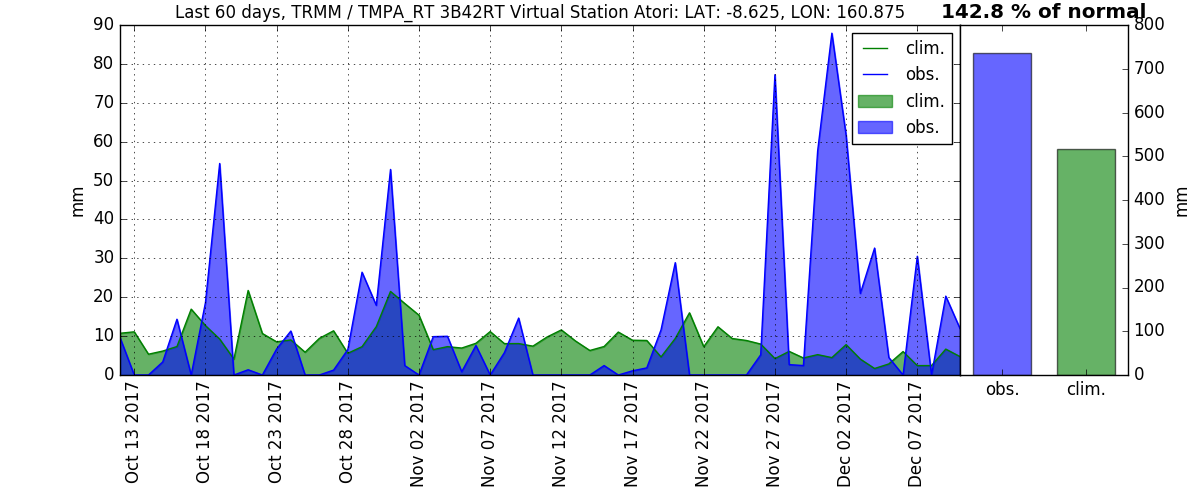 Last 60 days, TRMM / TMPA_RT 3B42RT Virtual Station Atori: LAT: -8.625, LON: 160.875
142.8 % of normal
90
80
70
60
50
40
30
20
10
0
mm
clim.
obs.
clim.
obs.
800
700
600
500
400
300
200
100
0
mm
Oct 13 2017
Oct 18 2017
Oct 23 2017
Oct 28 2017
Nov 02 2017
Nov 07 2017
Nov 12 2017
Nov 17 2017
Nov 22 2017
Nov 27 2017
Dec 02 2017
Dec 07 2017
obs.
clim.